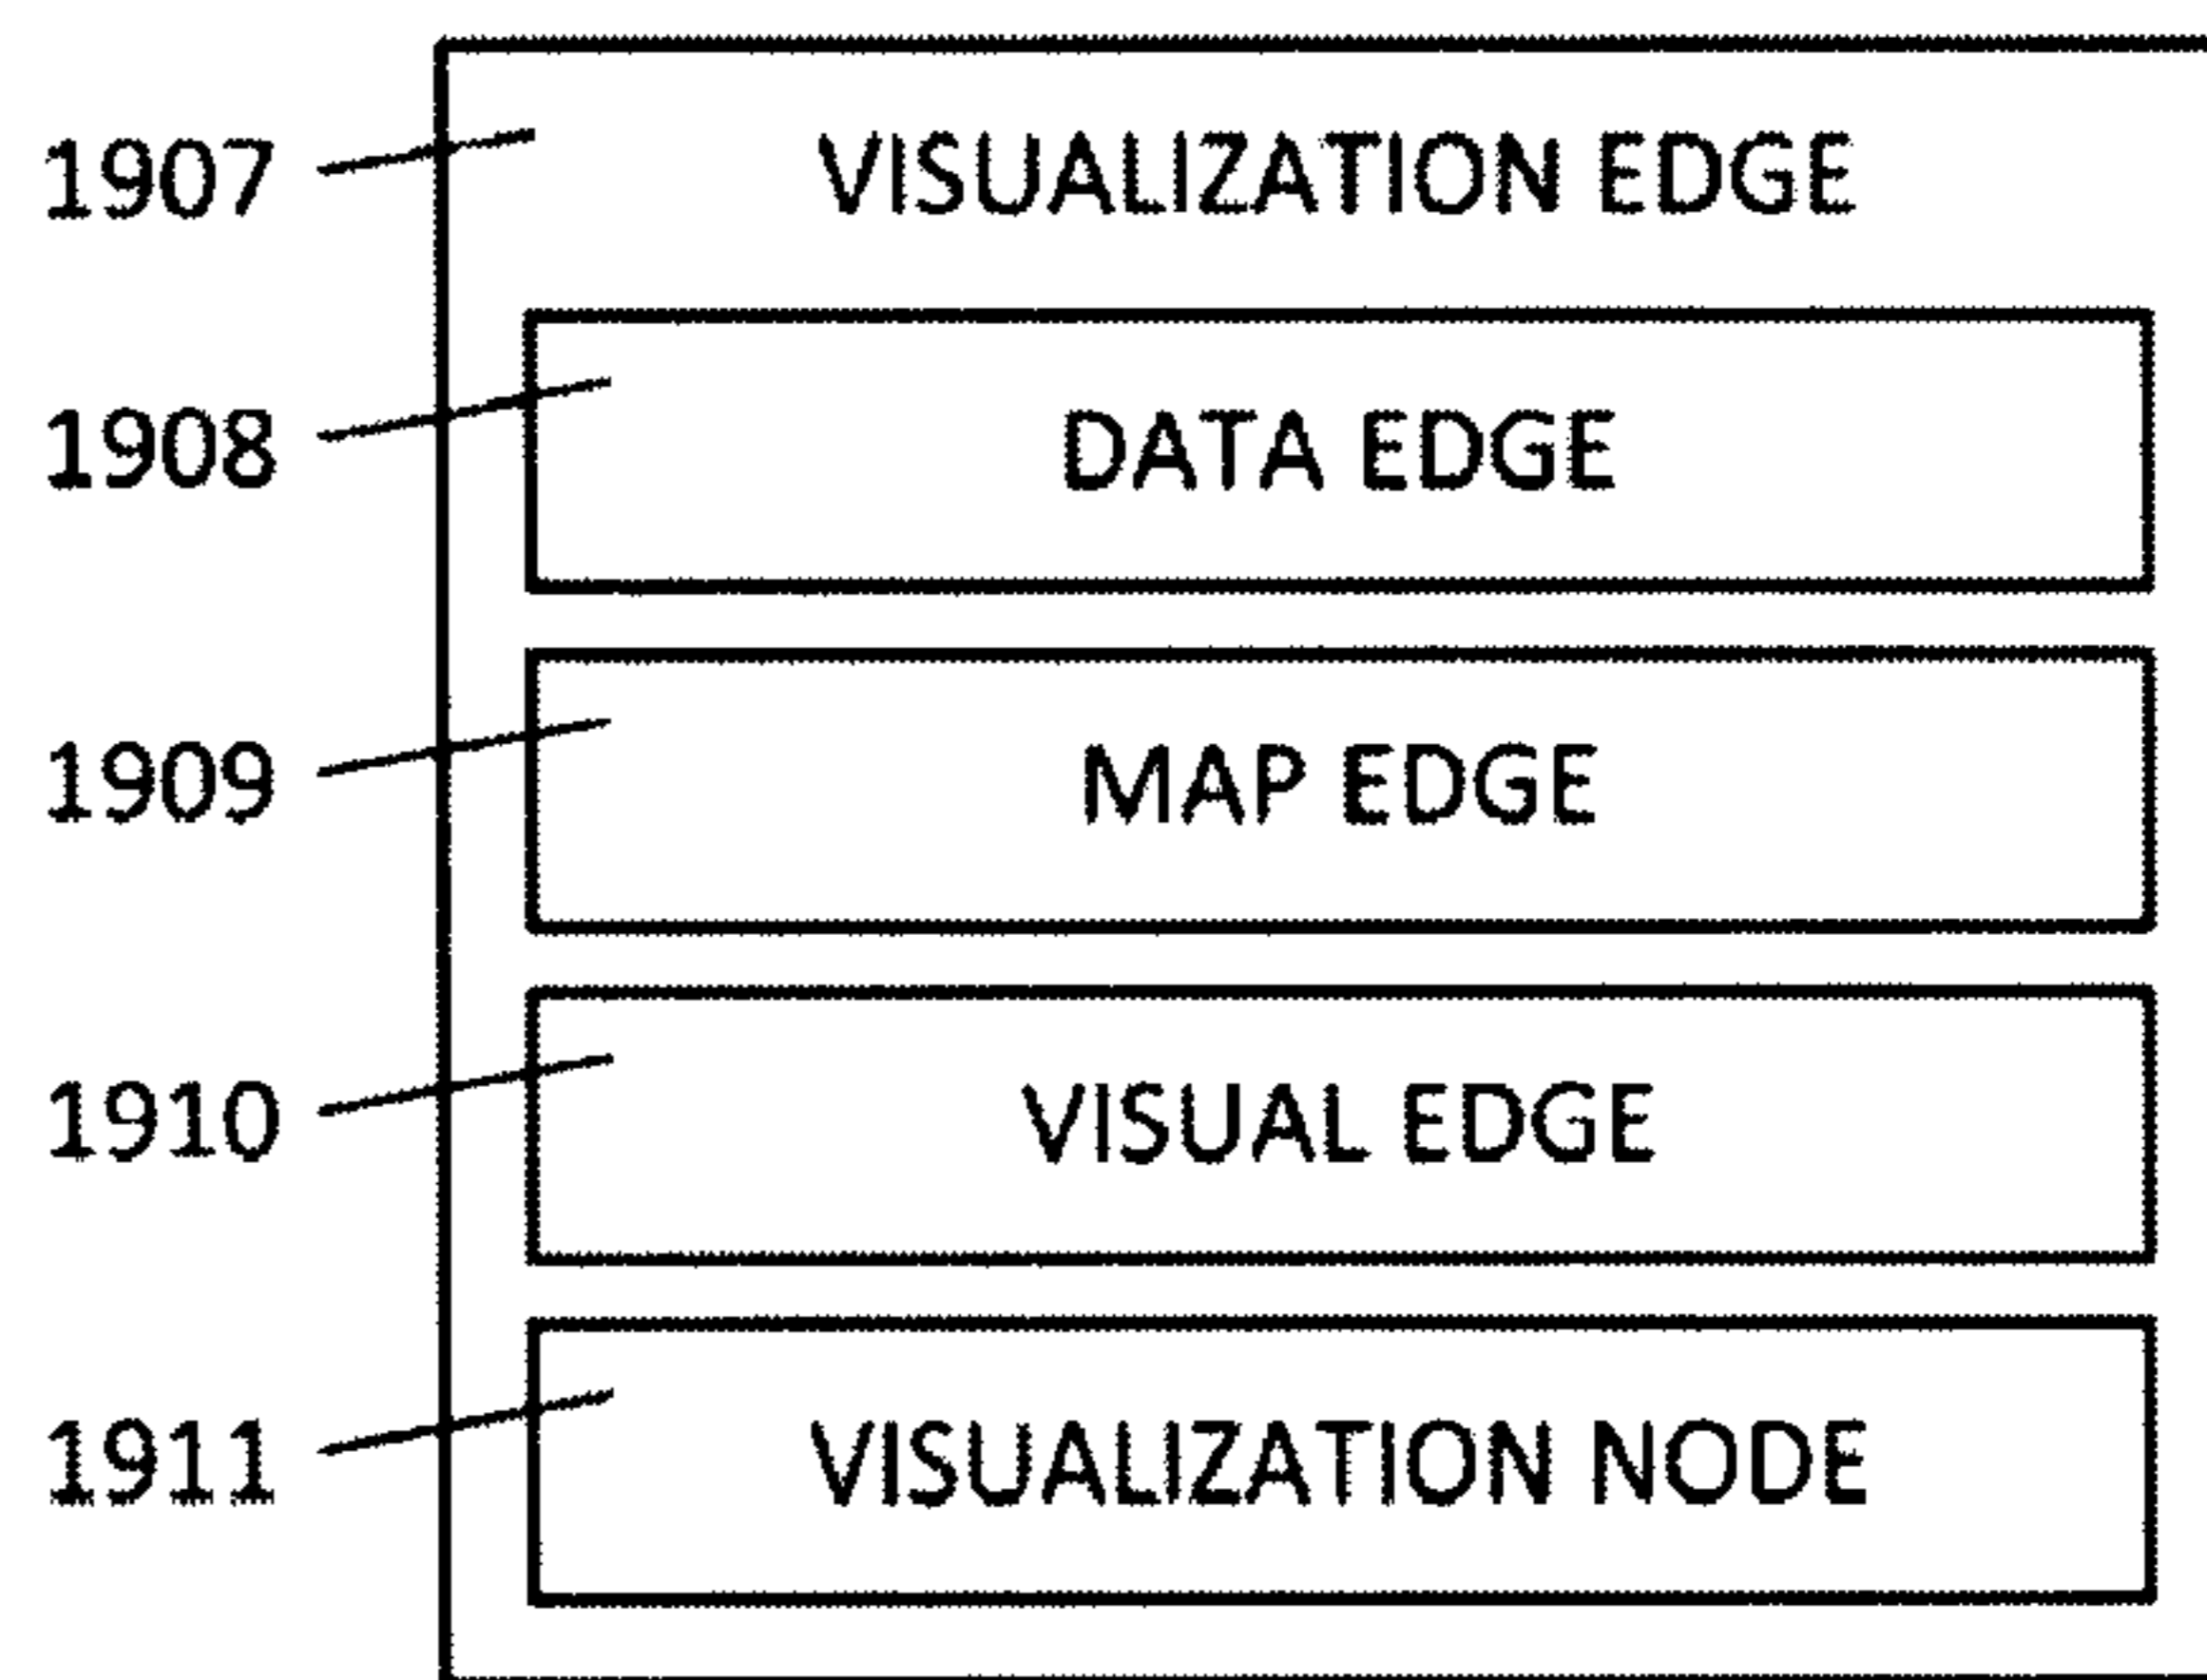 1907 VISUALIZATION EDGE
1908 DATA EDGE
1909 MAP EDGE
1910 VISUAL EDGE
1911 VISUALIZATION NODE